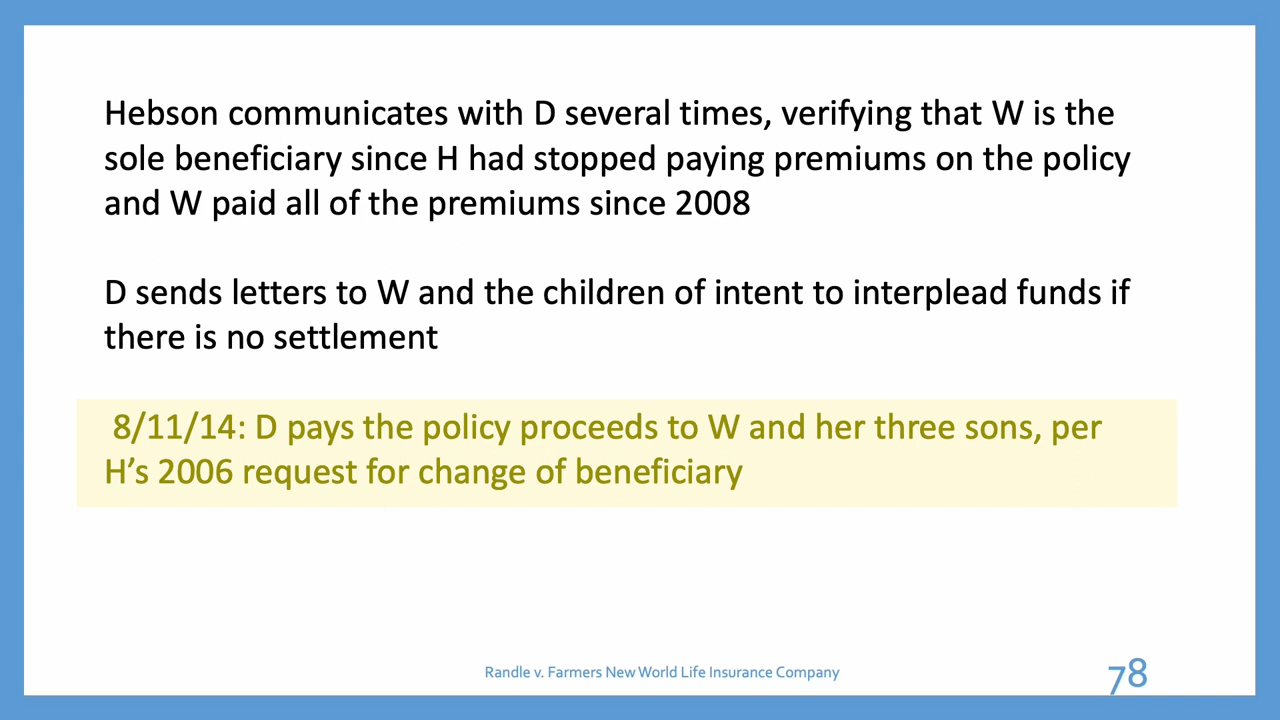 Hebson communicates with D several times, verifying that W is the
sole beneficiary since H had stopped paying premiums on the policy
and W paid all of the premiums since 2008
D sends letters to W and the children of intent to interplead funds if
there is no settlement
8/11/14: D pays the policy proceeds to W and her three sons, per
H’s 2006 request for change of beneficiary
Randle v. Farmers New World Life Insurance Company
78